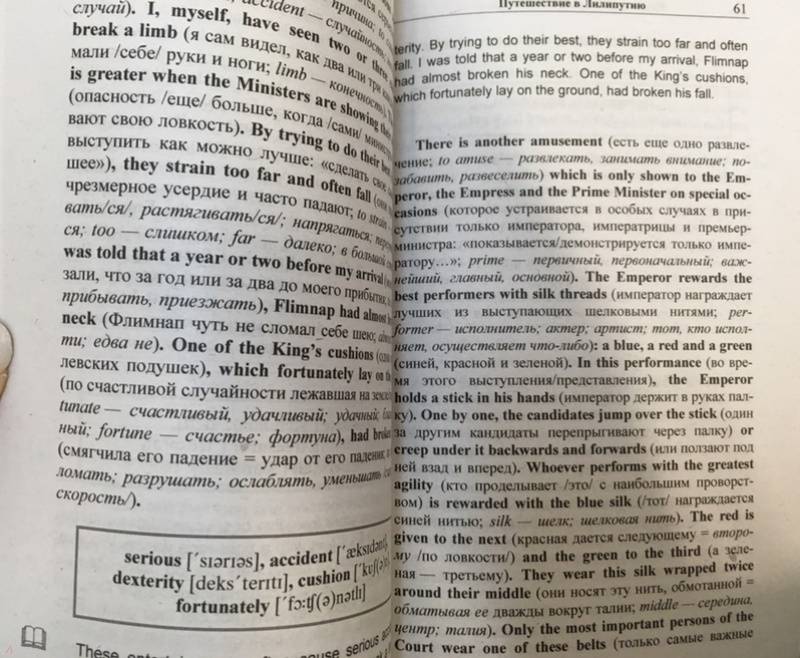 случай). I, myself, have seen two or three
break a limb (я сам видел, как два или три
мали /себе/ руки и ноги; limb — конечность).
is greater when the Ministers are showing their
(опасность /еще/ больше, когда /сами/
вают свою ловкость). By trying to do their best,
выступить как можно лучше: «сделать свое
шее»), they strain too far and often fall
чрезмерное усердие и часто падают; to strain —
вать/ся/, растягивать/ся/; напрягаться;
ся; too — слишком; far — далеко; в большой
was told that a year or two before my arrival
зали, что за год или за два до моего прибытия;
прибывать, приезжать), Flimnap had almost
neck (Флимнап чуть не сломал себе шею;
ти; едва не). One of the King's cushions
левских подушек), which fortunately lay on the
(по счастливой случайности лежавшая на земле;
tunate — счастливый, удачливый; удачный;
ный; fortune — счастье; фортуна), had broken
(смягчила его падение = удар от его падения;
ломать; разрушать; ослаблять, уменьшать
скорость/).
serious [ˊsɪərɪəs], accident [ˊæksɪdənt],
dexterity [deksˊterɪtɪ], cushion [ˊkuʃ(ə)n],
fortunately [ˊfɔ:tʃ(ə)nətlɪ]
Путешествие в Лилипутию
61
terity. By trying to do their best, they strain too far and often
fall. I was told that a year or two before my arrival, Flimnap
had almost broken his neck. One of the King's cushions,
which fortunately lay on the ground, had broken his fall.
There is another amusement (есть еще одно развле-
чение; to amuse — развлекать, занимать внимание; по-
забавить, развеселить) which is only shown to the Em-
peror, the Empress and the Prime Minister on special oc-
casions (которое устраивается в особых случаях в при-
сутствии только императора, императрицы и премьер-
министра: «показывается/демонстрируется только импе-
ратору…»; prime — первичный, первоначальный; важ-
нейший, главный, основной). The Emperor rewards the
best performers with silk threads (император награждает
лучших из выступающих шелковыми нитями; per-
former — исполнитель; актер; артист; тот, кто испол-
няет, осуществляет что-либо): a blue, a red and a green
(синей, красной и зеленой). In this performance (во вре-
мя этого выступления/представления), the Emperor
holds a stick in his hands (император держит в руках пал-
ку). One by one, the candidates jump over the stick (один
за другим кандидаты перепрыгивают через палку) or
creep under it backwards and forwards (или ползают под
ней взад и вперед). Whoever performs with the greatest
agility (кто проделывает /это/ с наибольшим проворст-
вом) is rewarded with the blue silk (/тот/ награждается
синей нитью; silk — шелк; шелковая нить). The red is
given to the next (красная дается следующему = второ-
му /по ловкости/) and the green to the third (а зеле-
ная — третьему). They wear this silk wrapped twice
around their middle (они носят эту нить, обмотанной =
обматывая ее дважды вокруг талии; middle — середина,
центр; талия). Only the most important persons of the
Court wear one of these belts (только самые важные